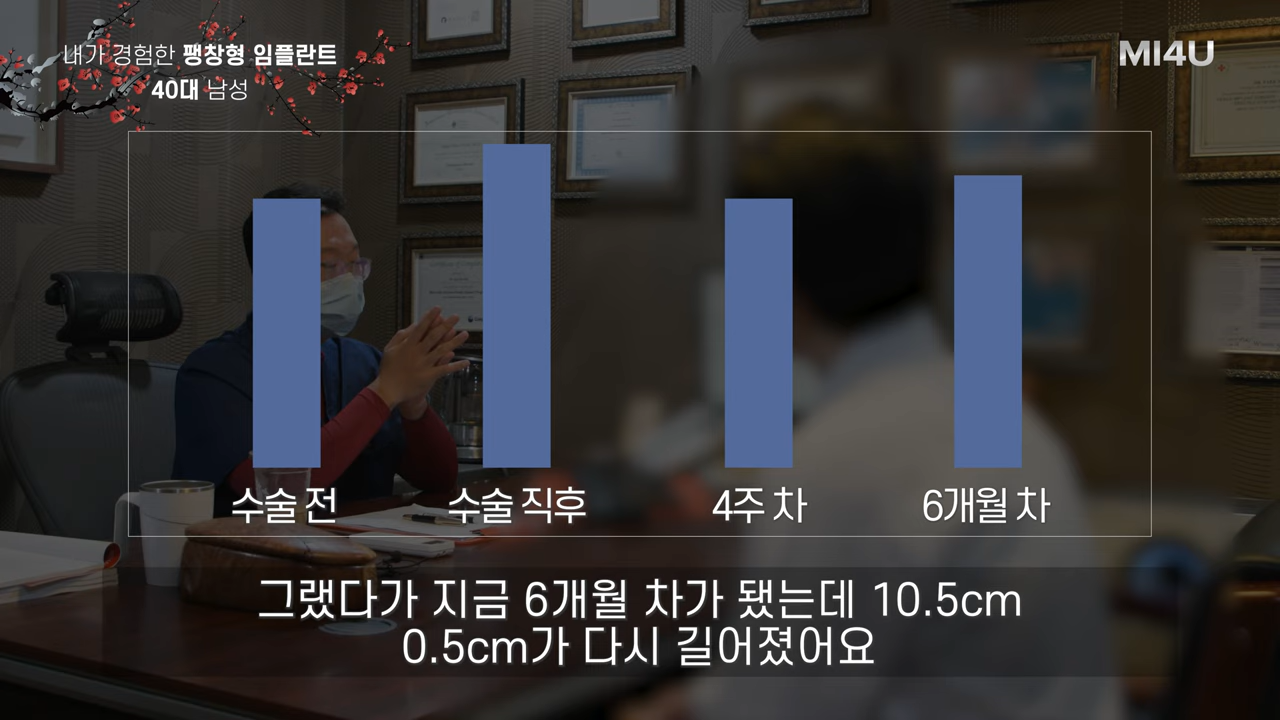 내가 경험한 팽창형 임플란트
40대 남성
MI4U
수술 전
수술 직후
4주 차
6개월 차
그랬다가 지금 6개월 차가 됐는데 10.5cm
0.5cm가 다시 길어졌어요